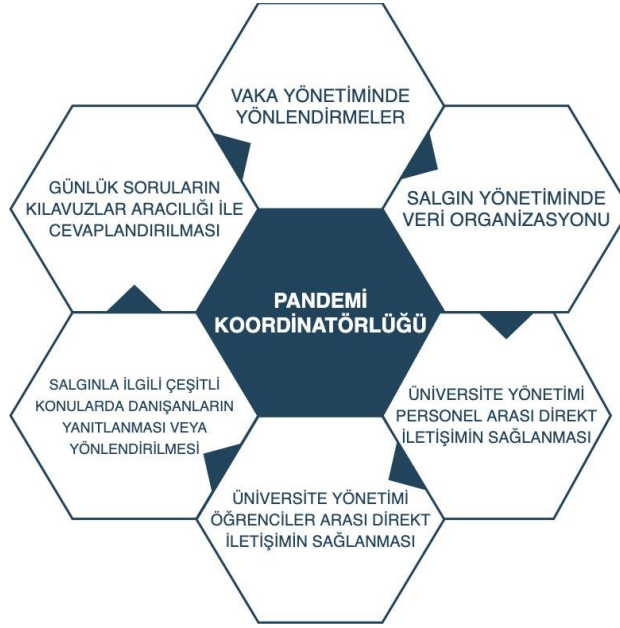 VAKA YÖNETİMİNDE
YÖNLENDİRMELER
GÜNLÜK SORULARIN
KILAVUZLAR ARACILIĞI İLE
CEVAPLANDIRILMASI
SALGIN YÖNETİMİNDE
VERİ ORGANİZASYONU
PANDEMİ
KOORDİNATÖRLÜĞÜ
SALGINLA İLGİLİ ÇEŞİTLİ
KONULARDA DANIŞANLARIN
YANITLANMASI VEYA
YÖNLENDİRİLMESİ
ÜNİVERSİTE YÖNETİMİ
PERSONEL ARASI DİREKT
İLETİŞİMİN SAĞLANMASI
ÜNİVERSİTE YÖNETİMİ
ÖĞRENCİLER ARASI DİREKT
İLETİŞİMİN SAĞLANMASI